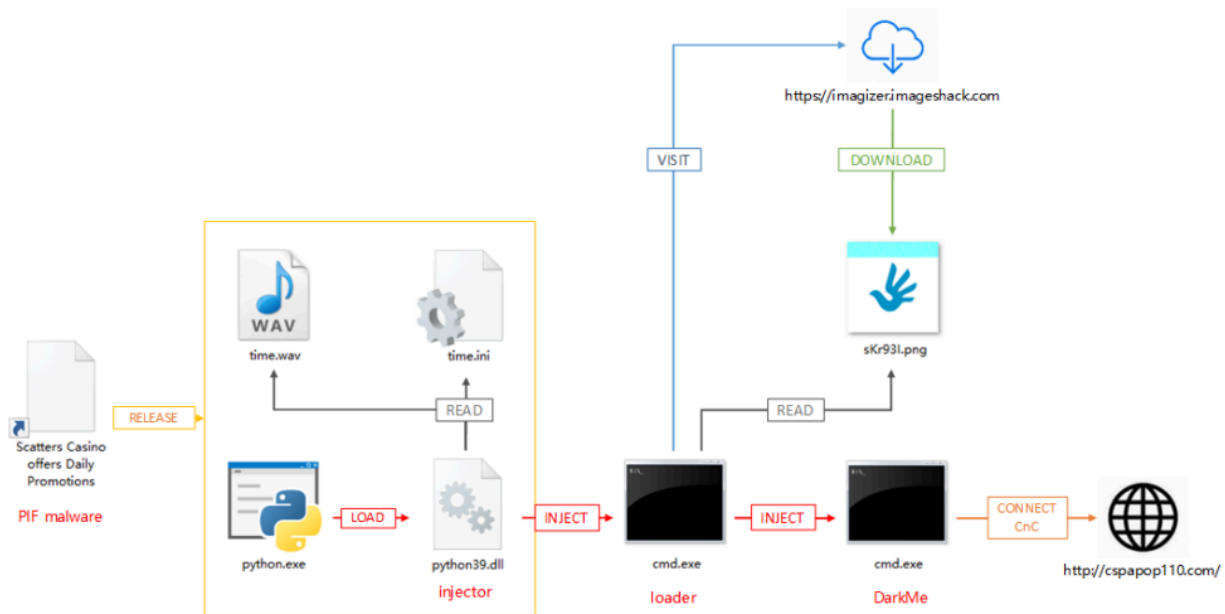 https://imagizer.imageshack.com
VISIT
DOWNLOAD
WAV
time.wav
time.ini
sKr93I.png
RELEASE
READ
READ
Scatters Casino
offers Daily
Promotions
PIF malware
LOAD
INJECT
INJECT
CONNECT
CnC
python.exe
python39.dll
cmd.exe
cmd.exe
http://cspapop110.com/
injector
loader
DarkMe